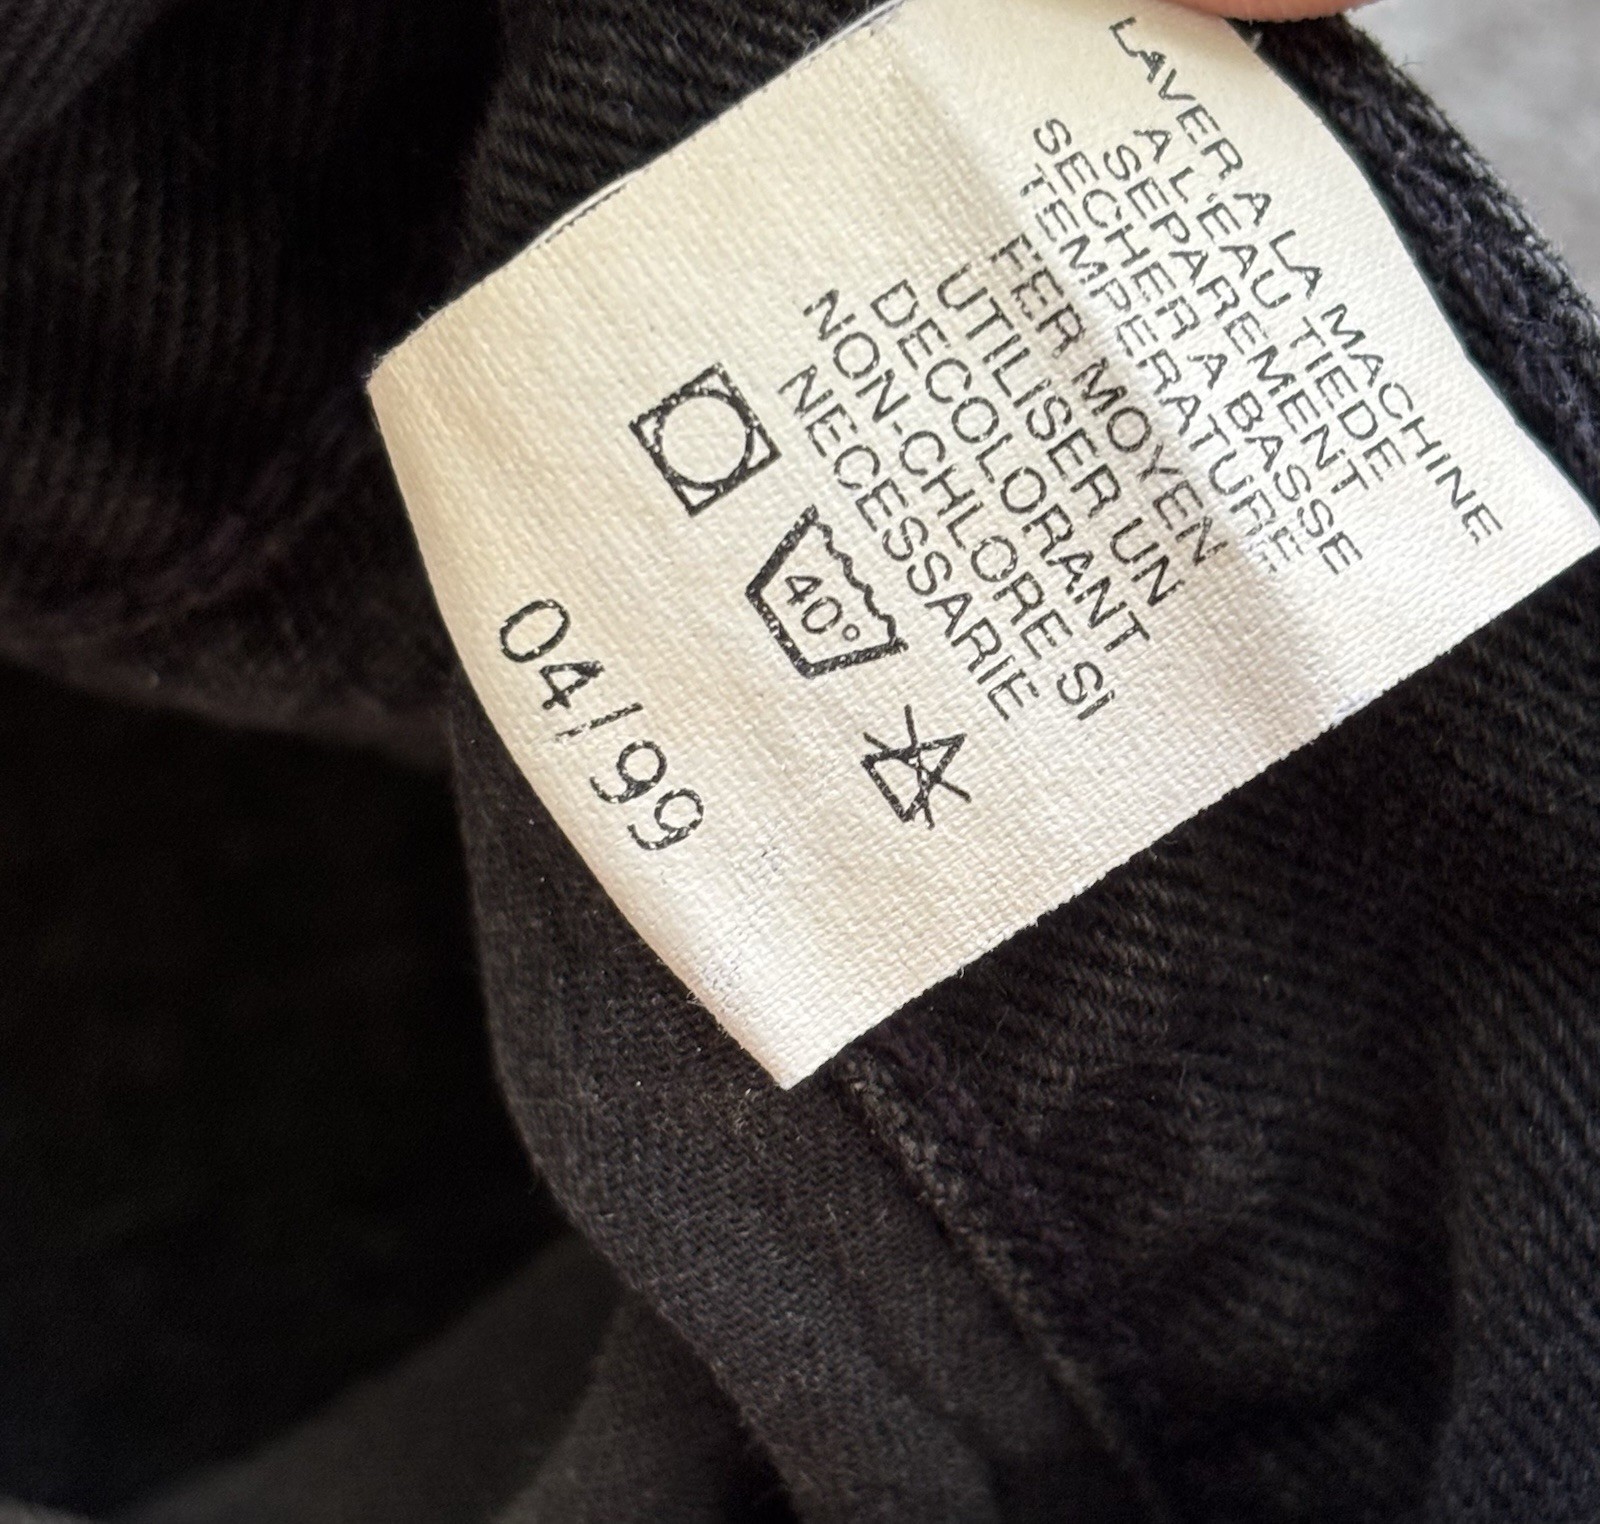 LAVER A LA MACHINE
A L'EAU TIEDE
SEPAREMENT
SECHER A BASSE
TEMPERATURE
FER MOYEN
UTILISER UN
DECOLORANT
NON-CHLORE SI
NECESSARIE
40°
04/99